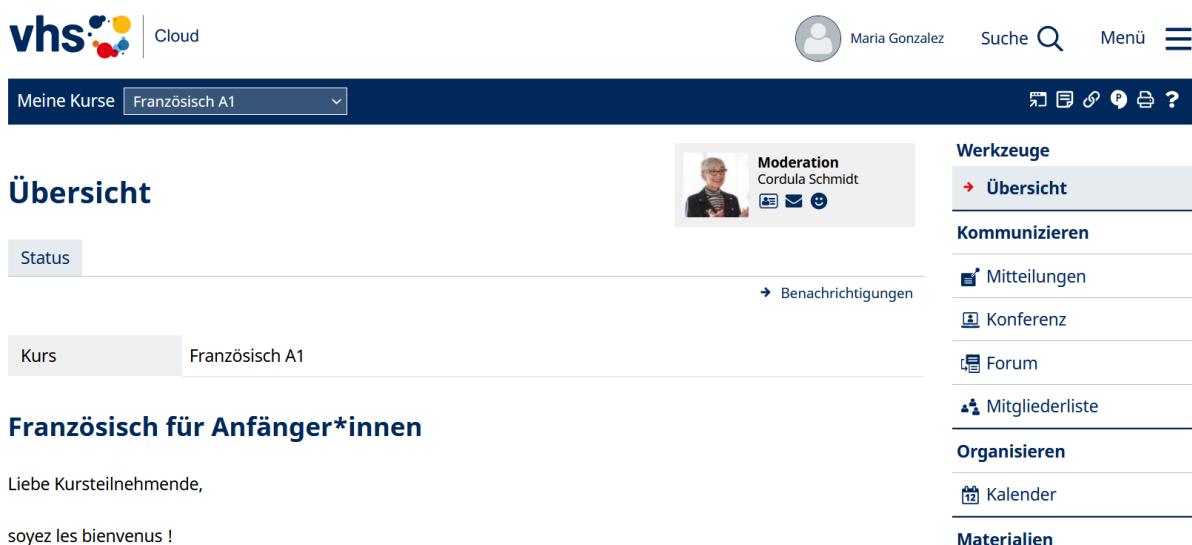 vhs Cloud
Maria Gonzalez
Suche
Menü
Meine Kurse Französisch A1
Übersicht
Moderation
Cordula Schmidt
Status
Benachrichtigungen
Kurs Französisch A1
Französisch für Anfänger*innen
Liebe Kursteilnehmende,
soyez les bienvenus !
Werkzeuge
Übersicht
Kommunizieren
Mitteilungen
Konferenz
Forum
Mitgliederliste
Organisieren
12 Kalender
Materialien